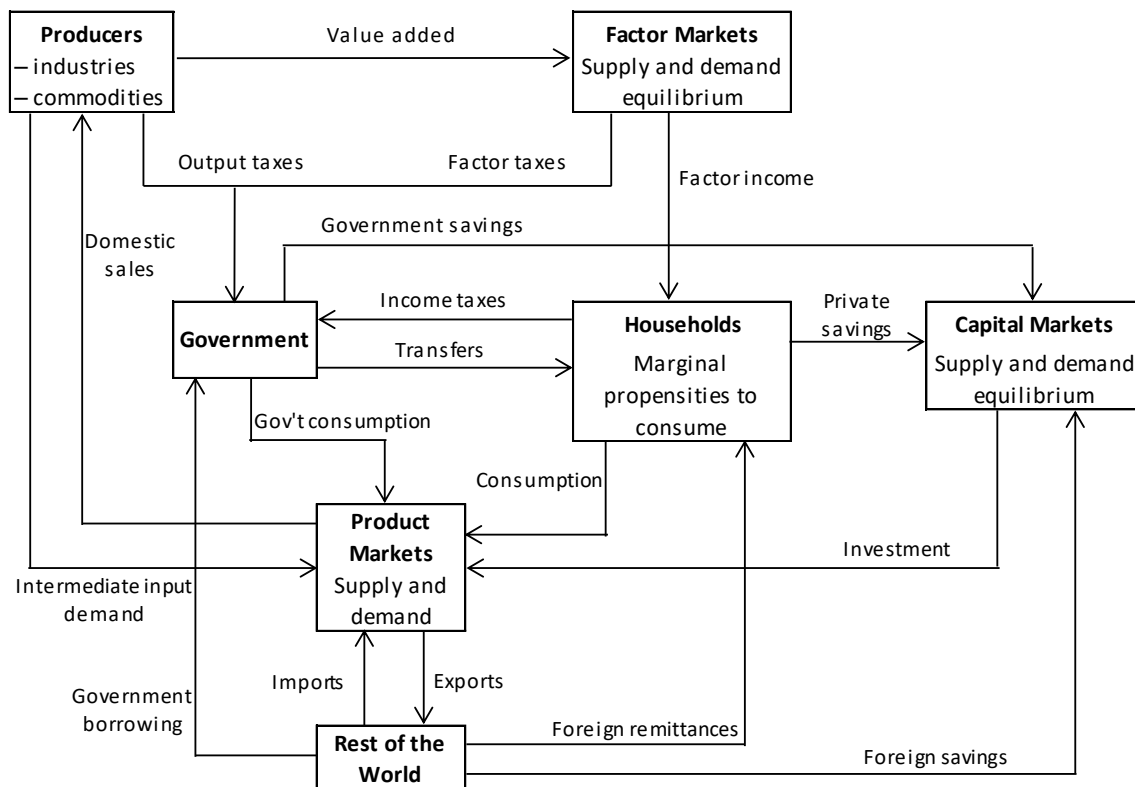 Producers
– industries
– commodities
Value added
Factor Markets
Supply and demand
equilibrium
Output taxes
Factor taxes
Factor income
Domestic
sales
Government savings
Government
Income taxes
Transfers
Households
Marginal
propensities to
consume
Private
savings
Capital Markets
Supply and demand
equilibrium
Gov't consumption
Consumption
Product
Markets
Supply and
demand
Investment
Intermediate input
demand
Government
borrowing
Imports
Exports
Rest of the
World
Foreign remittances
Foreign savings